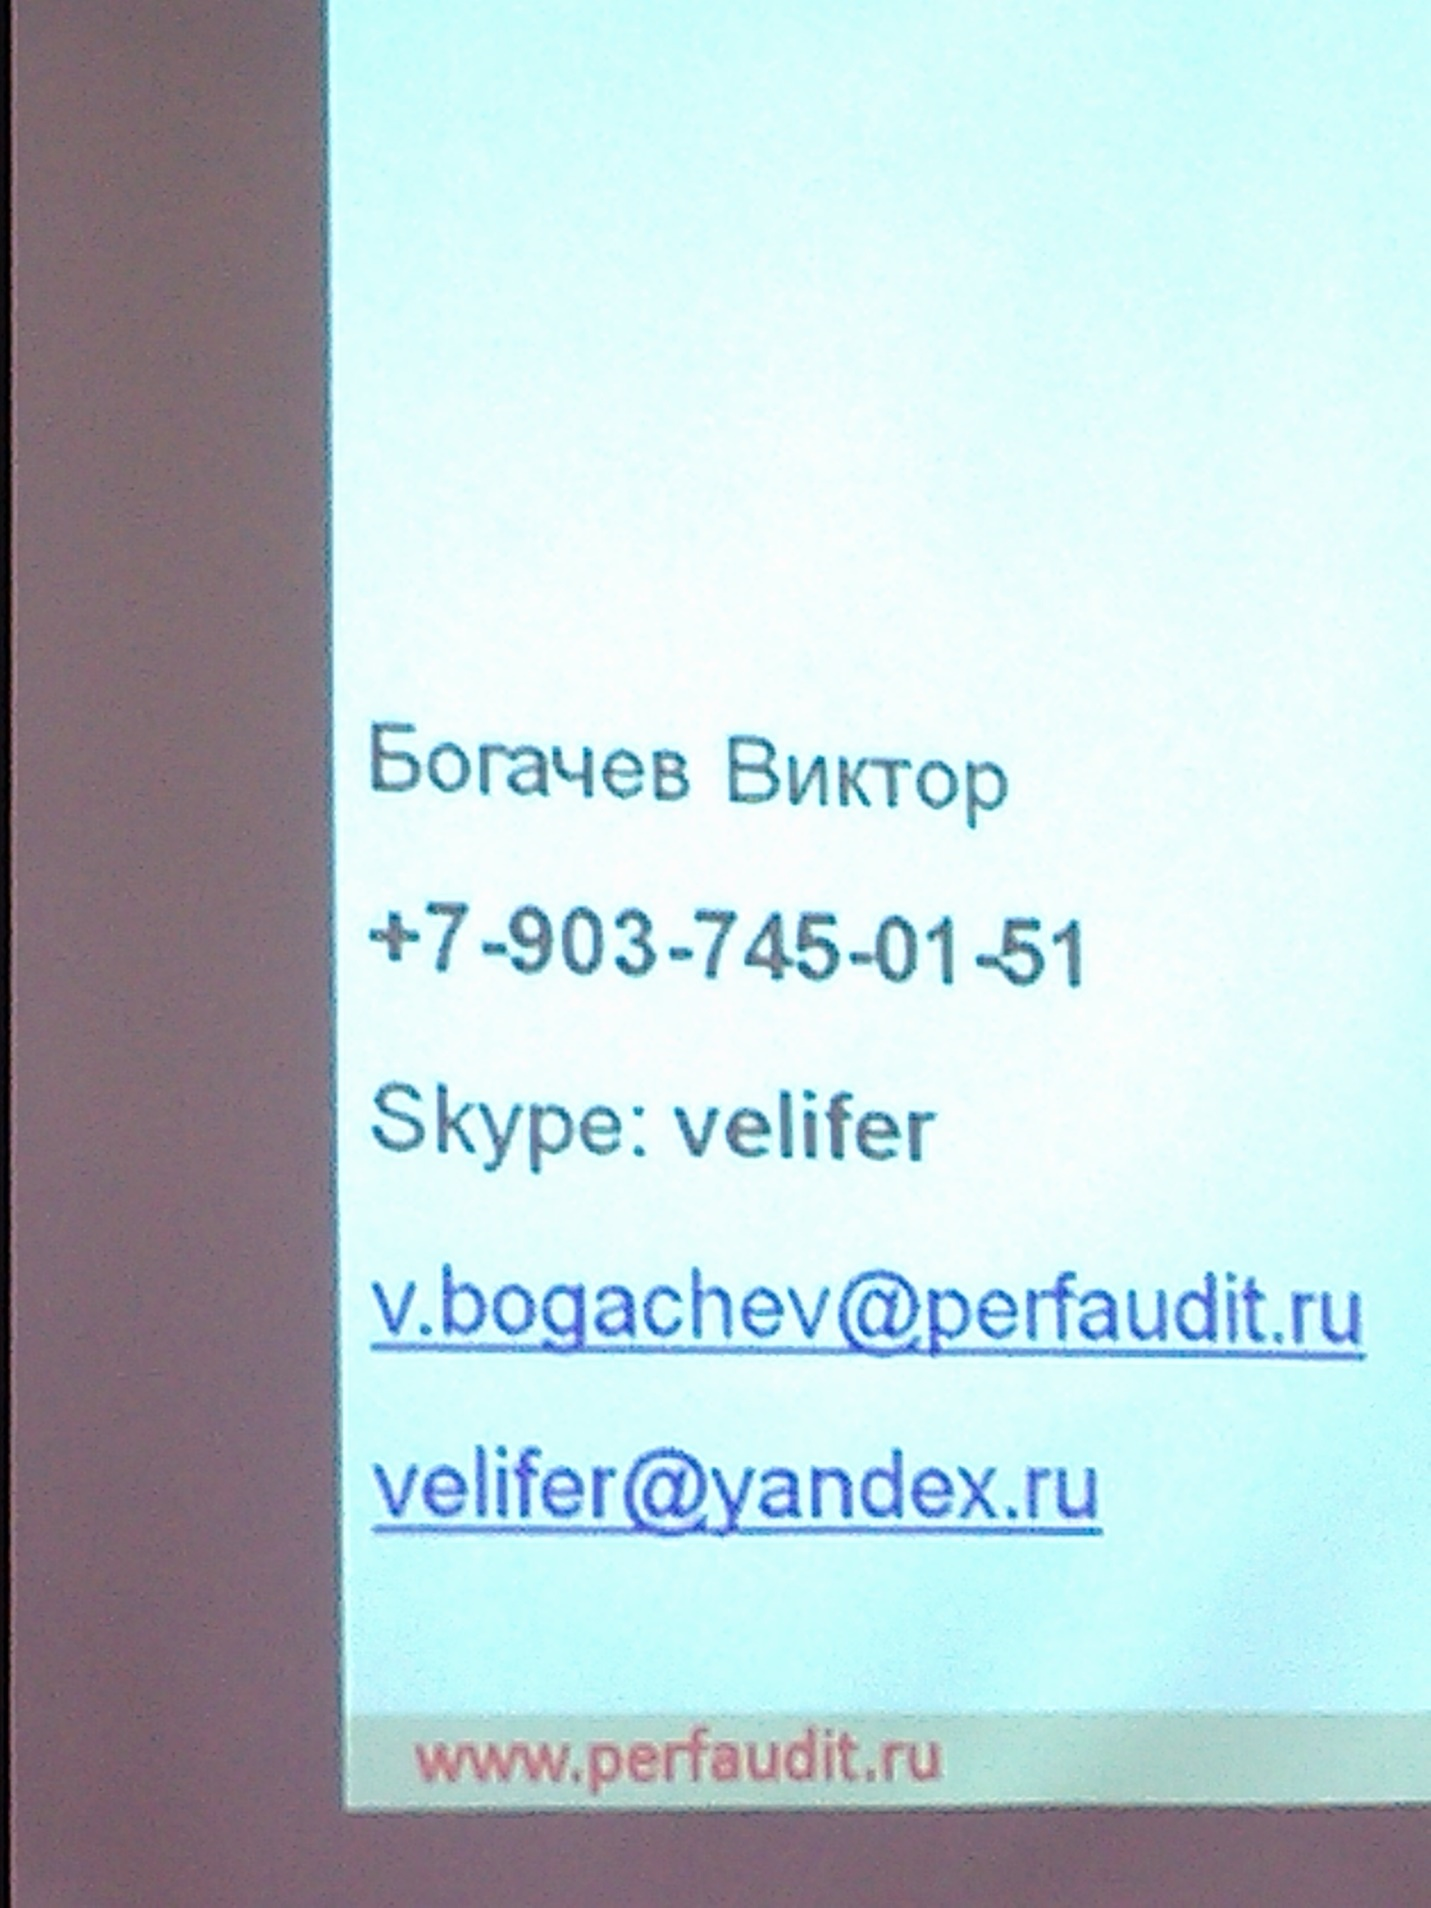 Богачев Виктор
+7-903-745-01-51
Skype: velifer
v.bogachev@perfaudit.ru
velifer@yandex.ru
www.perfaudit.ru